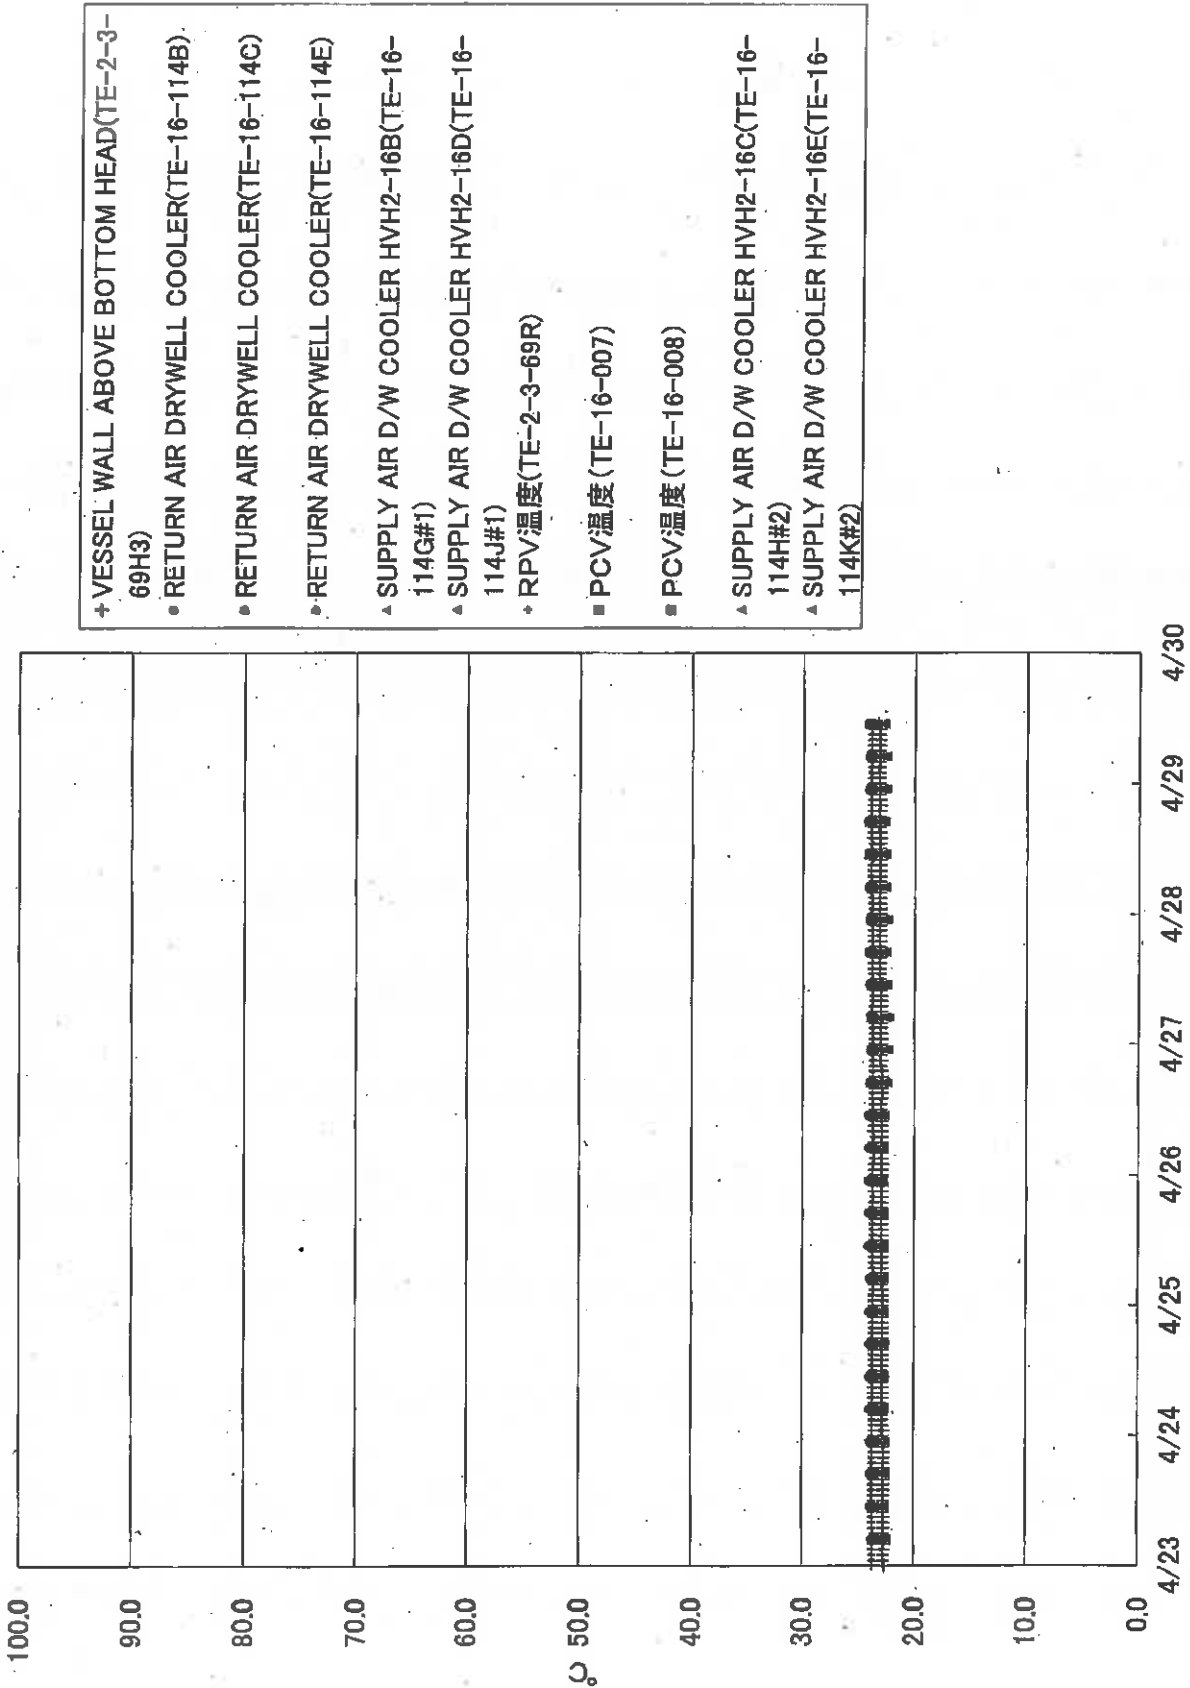 100.0
90.0
80.0
70.0
60.0
50.0
40.0
30.0
20.0
10.0
0.0
℃
4/23
4/24
4/25
4/26
4/27
4/28
4/29
4/30
VESSEL WALL ABOVE BOTTOM HEAD(TE-2-3-
69H3)
RETURN AIR DRYWELL COOLER(TE-16-114B)
RETURN AIR DRYWELL COOLER(TE-16-114C)
RETURN AIR DRYWELL COOLER(TE-16-114E)
SUPPLY AIR D/W COOLER HVH2-16B(TE-16-
114G#1)
SUPPLY AIR D/W COOLER HVH2-16D(TE-16-
114J#1)
RPV温度(TE-2-3-69R)
PCV温度(TE-16-007)
PCV温度(TE-16-008)
SUPPLY AIR D/W COOLER HVH2-16C(TE-16-
114H#2)
SUPPLY AIR D/W COOLER HVH2-16E(TE-16-
114K#2)